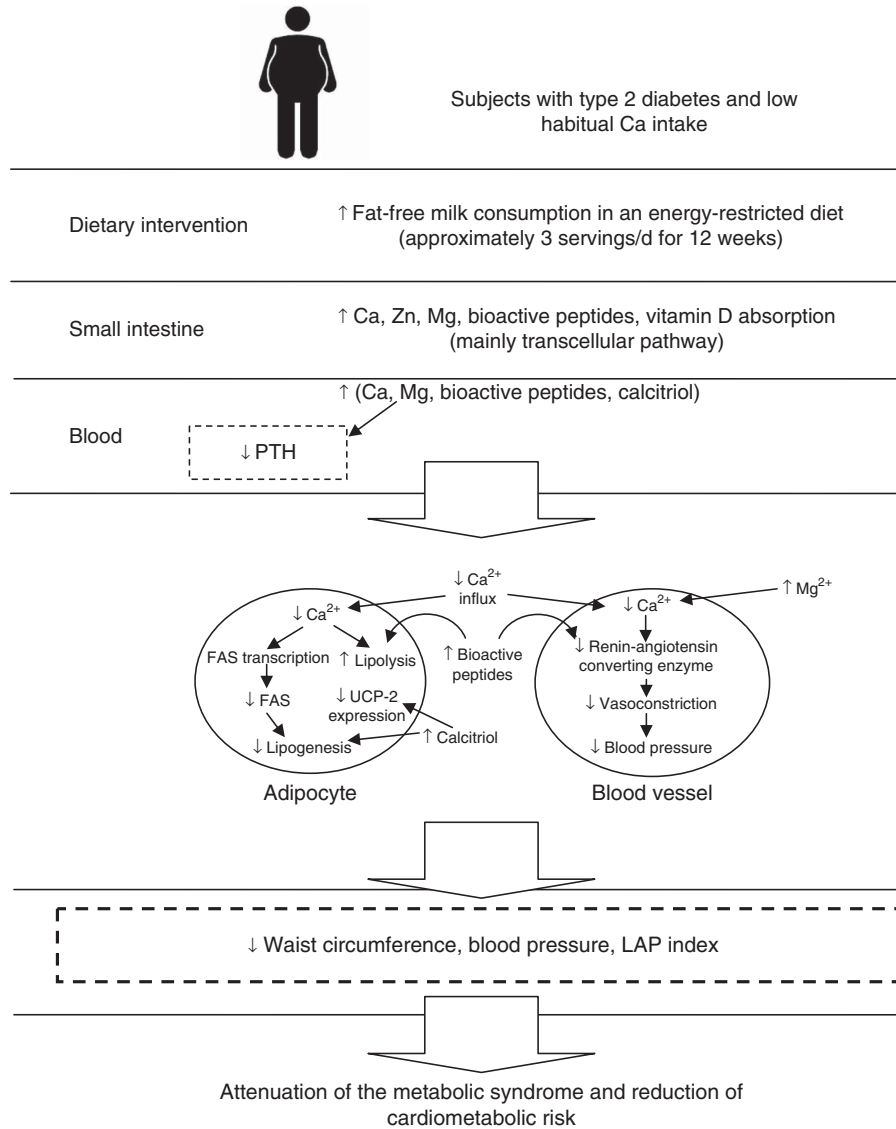 Subjects with type 2 diabetes and low
habitual Ca intake
Dietary intervention
↑ Fat-free milk consumption in an energy-restricted diet
(approximately 3 servings/d for 12 weeks)
Small intestine
↑ Ca, Zn, Mg, bioactive peptides, vitamin D absorption
(mainly transcellular pathway)
↑ (Ca, Mg, bioactive peptides, calcitriol)
Blood
↓ PTH
↓ Ca²⁺
influx
↑ Mg²⁺
↓ Ca²⁺
FAS transcription
↑ Lipolysis
↓ FAS
↓ UCP-2
expression
↓ Lipogenesis
↑ Bioactive
peptides
↑ Calcitriol
↓ Ca²⁺
↓ Renin-angiotensin
converting enzyme
↓ Vasoconstriction
↓ Blood pressure
Adipocyte
Blood vessel
↓ Waist circumference, blood pressure, LAP index
Attenuation of the metabolic syndrome and reduction of
cardiometabolic risk